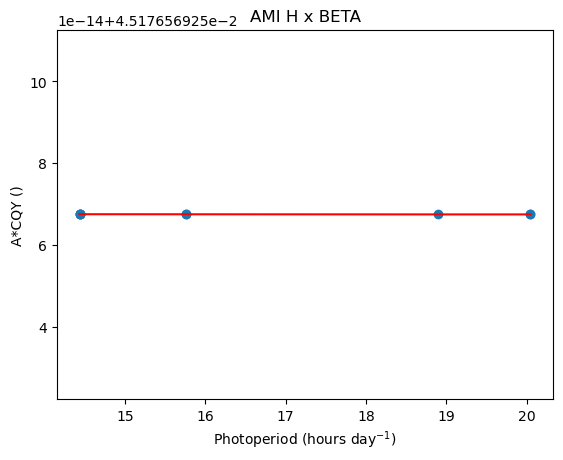 AMI H x BETA
1e−14+4.517656925e−2
10
8
6
4
A*CQY ()
15 16 17 18 19 20
Photoperiod (hours day⁻¹)